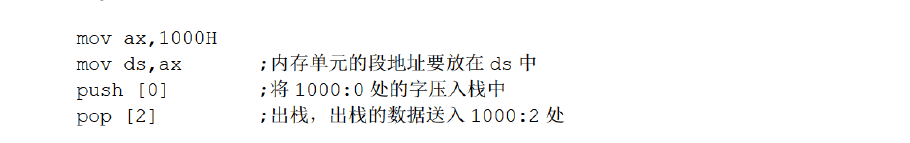 mov ax,1000H
mov ds,ax ;内存单元的段地址要放在 ds 中
push [0] ;将 1000:0 处的字压入栈中
pop [2] ;出栈，出栈的数据送入 1000:2 处